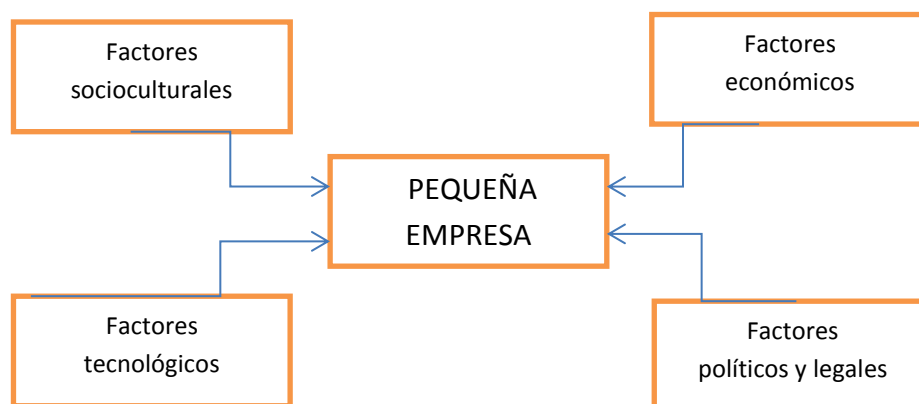 Factores
socioculturales
Factores
económicos
PEQUEÑA
EMPRESA
Factores
tecnológicos
Factores
políticos y legales